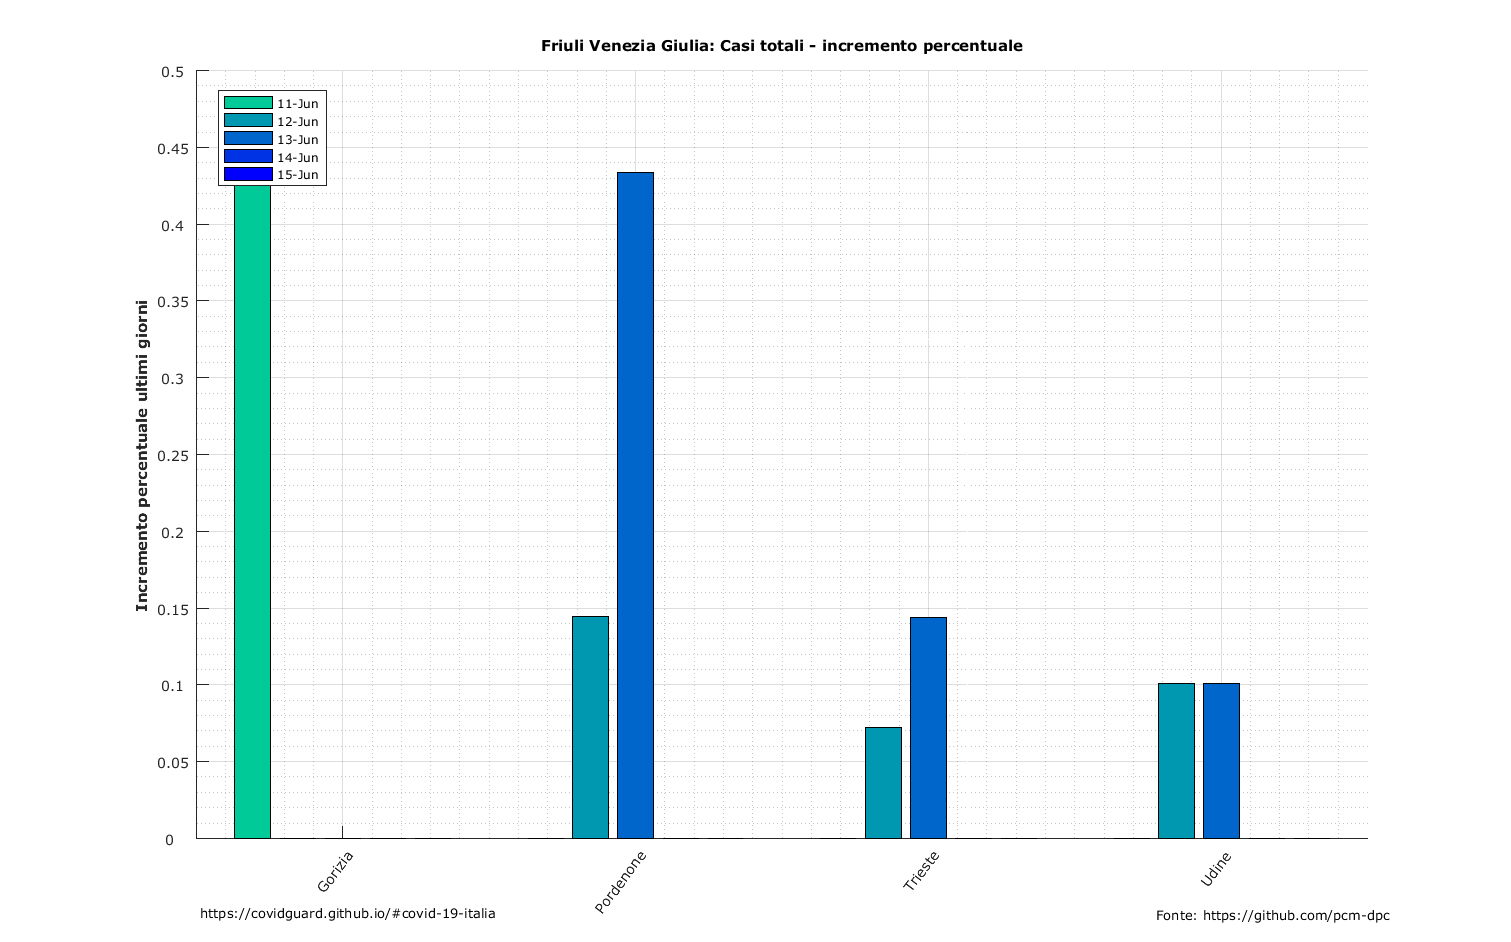 Friuli Venezia Giulia: Casi totali - incremento percentuale
0.5
0.45
0.4
0.35
0.3
0.25
0.2
0.15
0.1
0.05
0
Incremento percentuale ultimi giorni
11-Jun
12-Jun
13-Jun
14-Jun
15-Jun
Gorizia
Pordenone
Trieste
Udine
https://covidguard.github.io/#covid-19-italia
Fonte: https://github.com/pcm-dpc